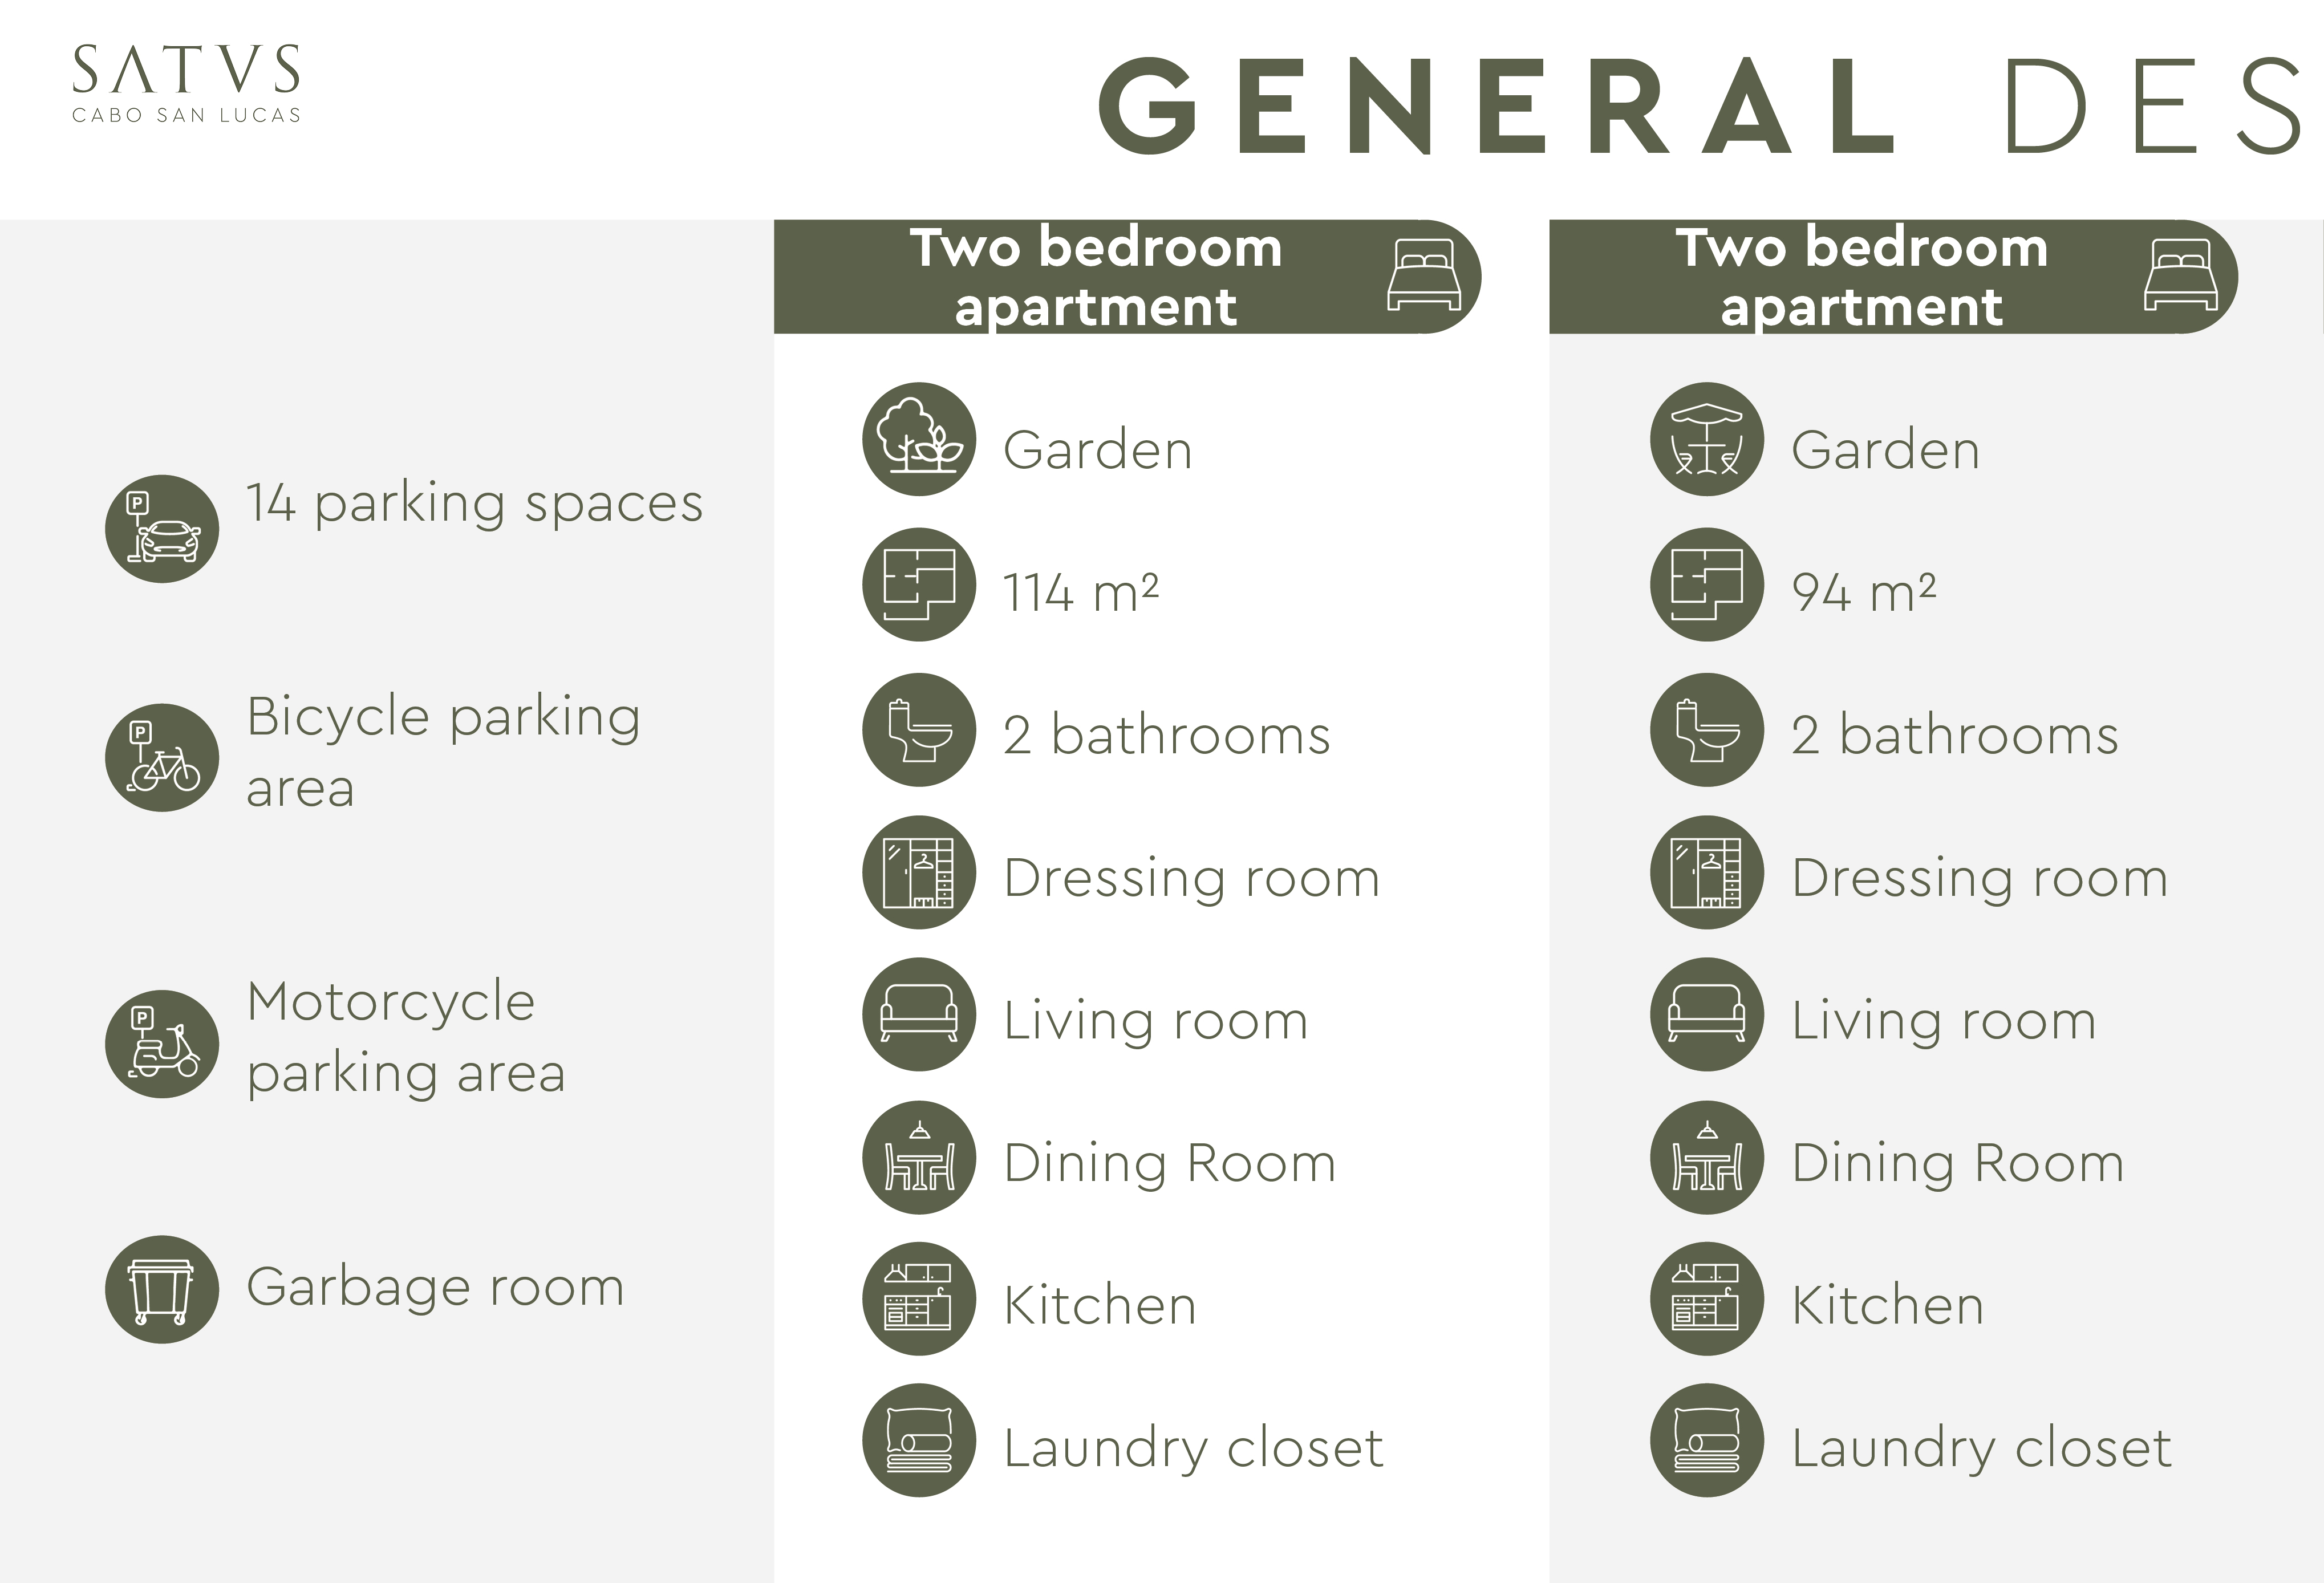 SATVS
CABO SAN LUCAS
GENERAL DES
14 parking spaces
Bicycle parking
area
Motorcycle
parking area
Garbage room
Two bedroom
apartment
Garden
114 m²
2 bathrooms
Dressing room
Living room
Dining Room
Kitchen
Laundry closet
Two bedroom
apartment
Garden
94 m²
2 bathrooms
Dressing room
Living room
Dining Room
Kitchen
Laundry closet